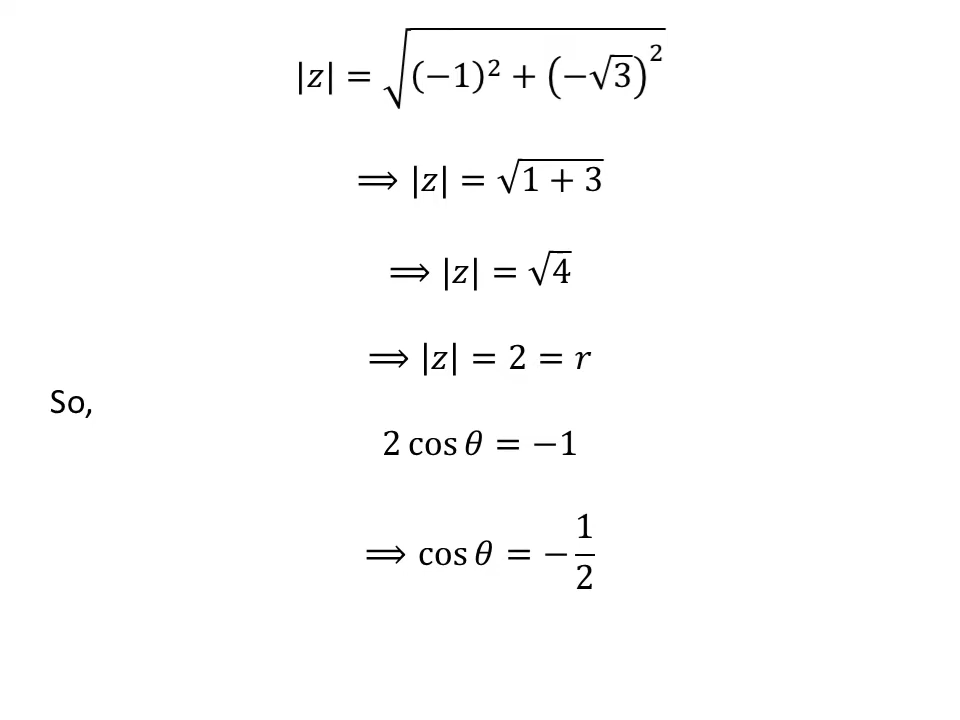 |z| = √((−1)² + (−√3)²)
⟹ |z| = √(1 + 3)
⟹ |z| = √4
⟹ |z| = 2 = r
So,
2 cos θ = −1
⟹ cos θ = −1/2